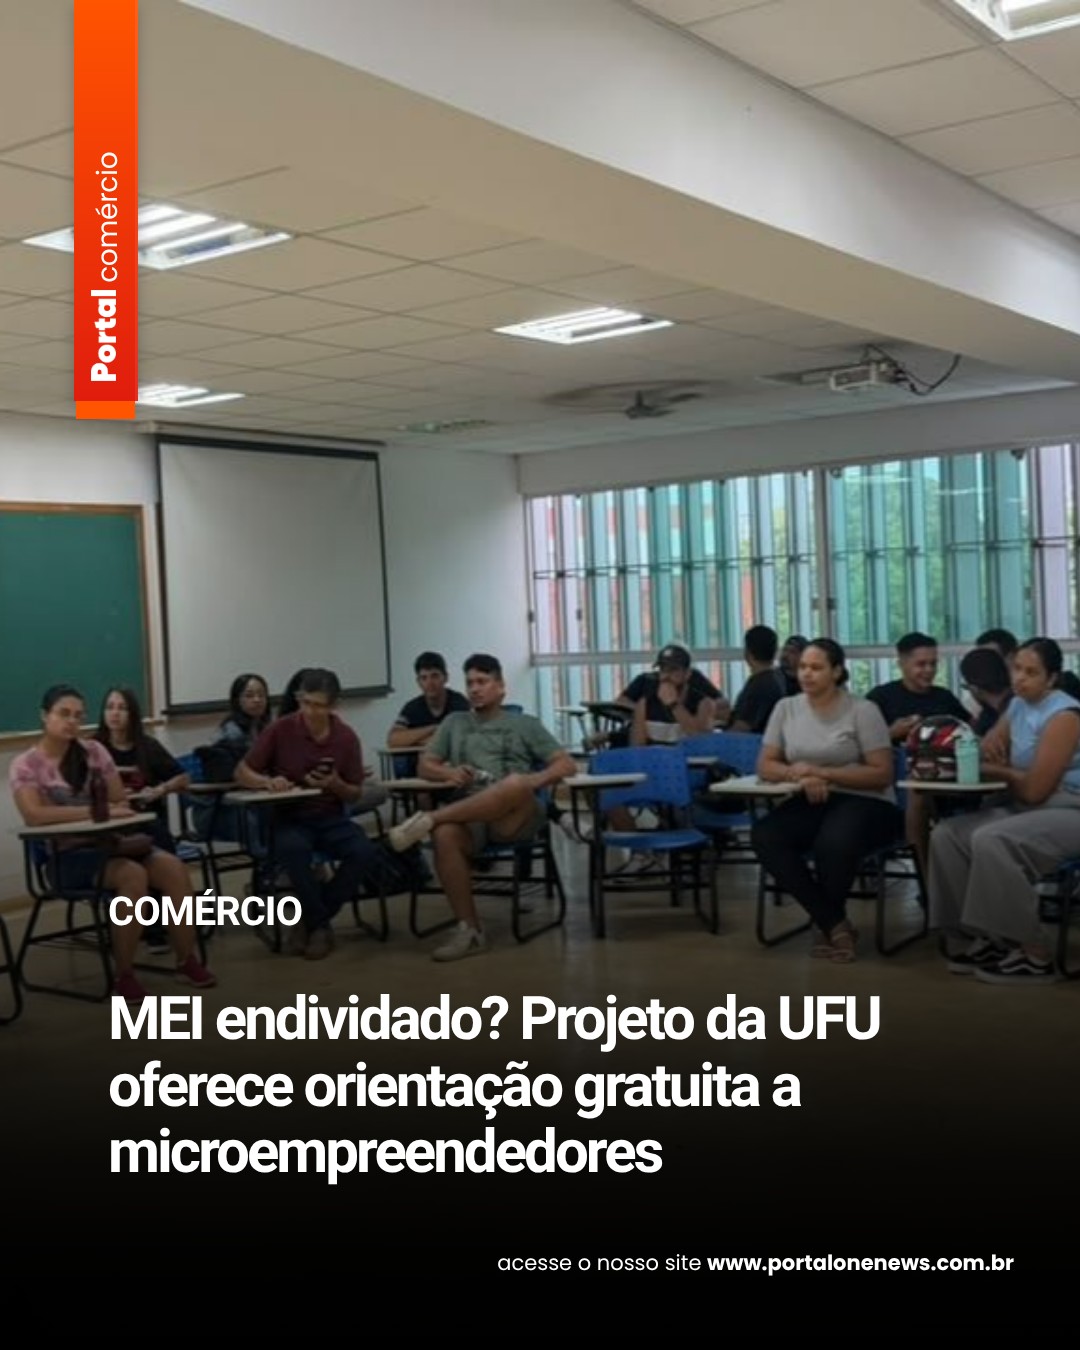 Portal comércio
COMÉRCIO
MEI endividado? Projeto da UFU
oferece orientação gratuita a
microempreendedores
acesse o nosso site www.portalonenews.com.br